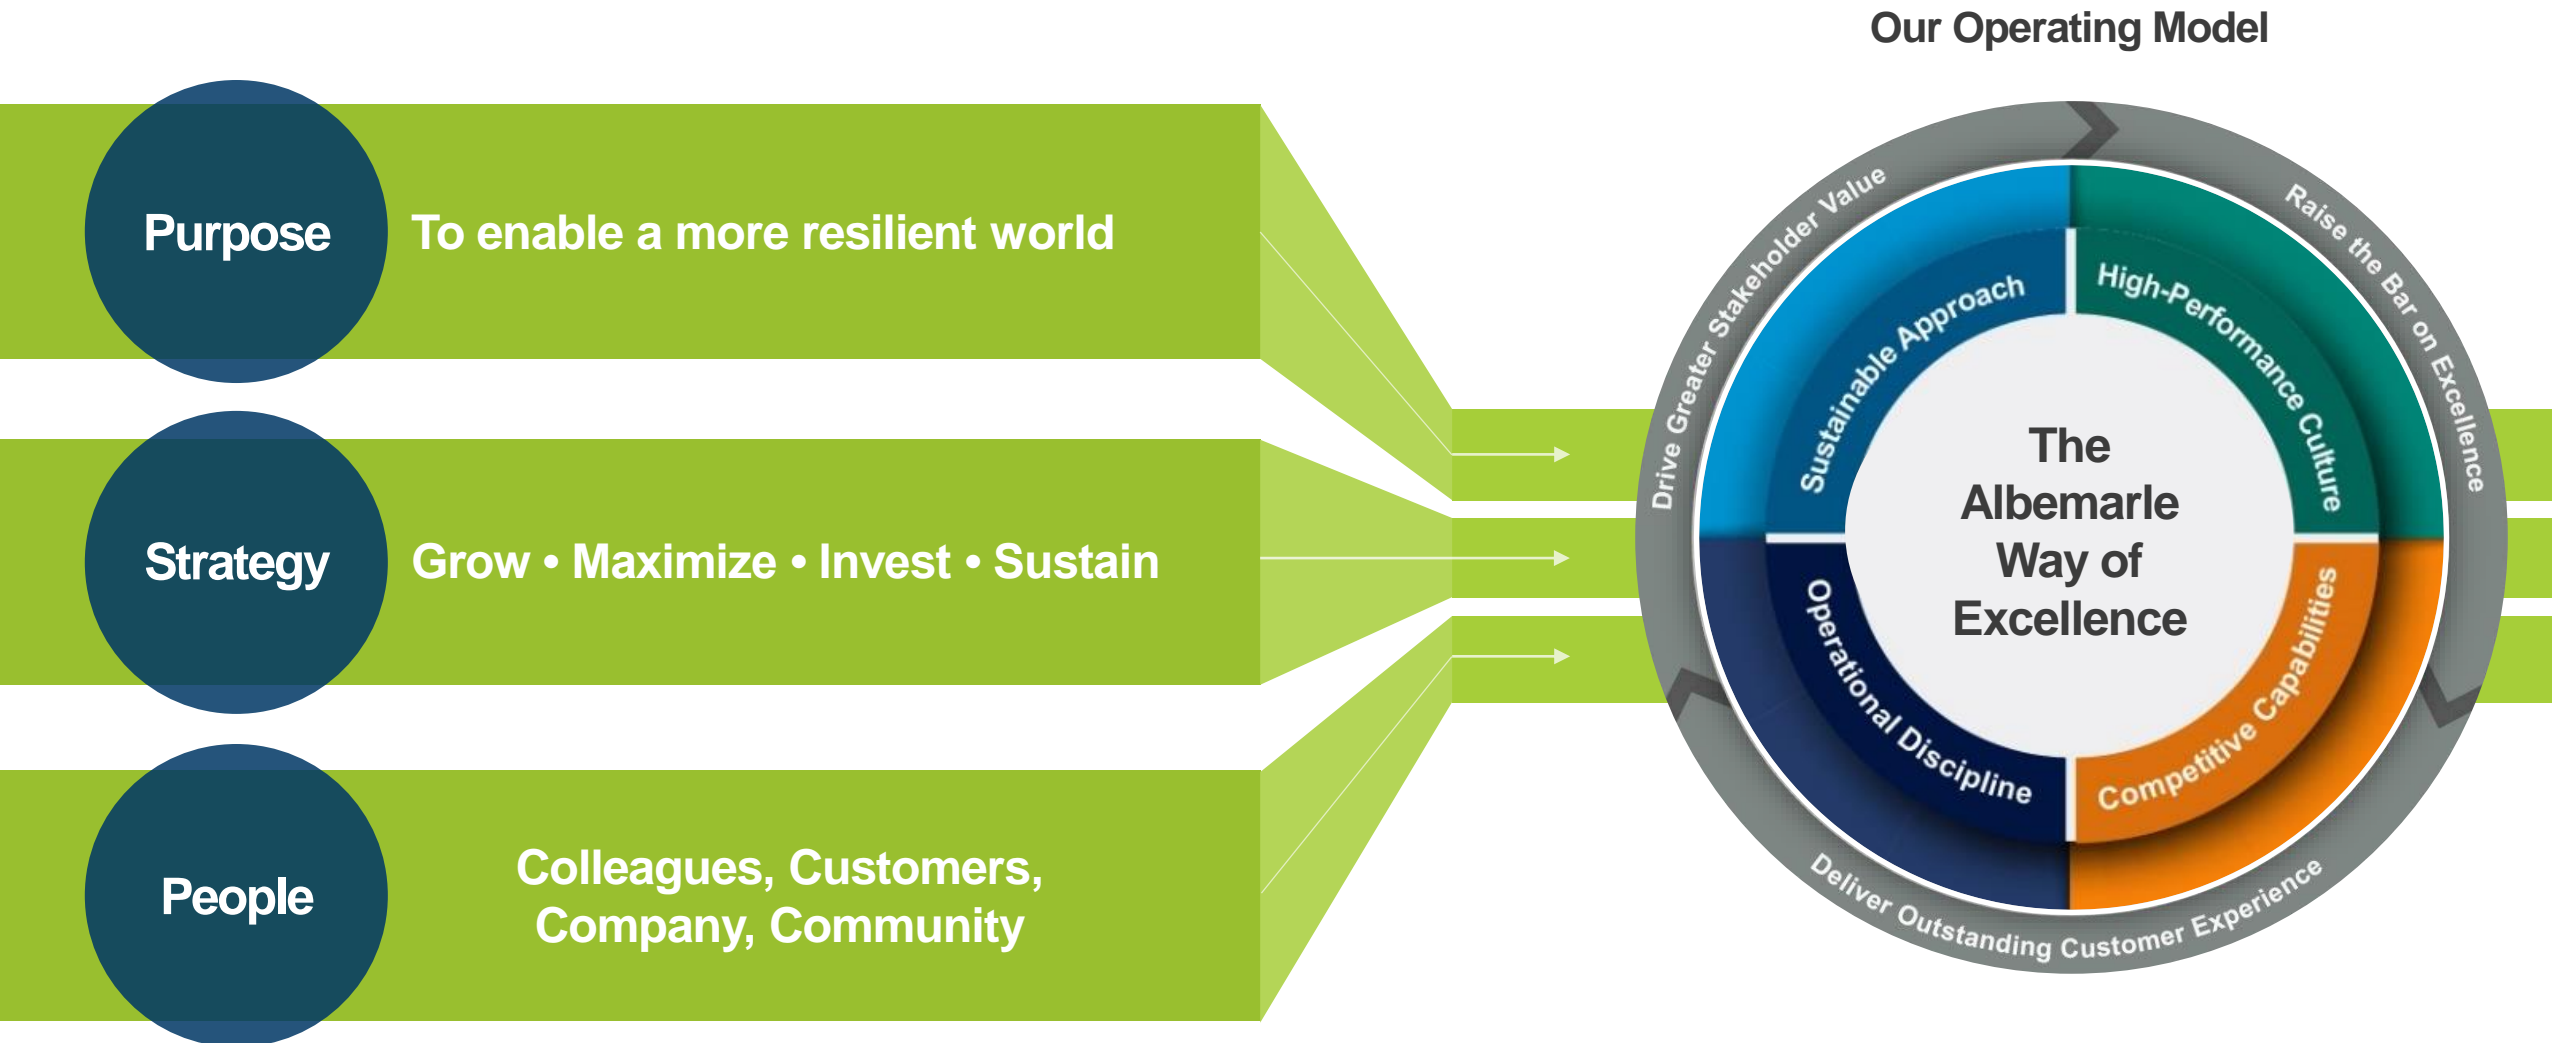 Our Operating Model
Purpose
To enable a more resilient world
Strategy
Grow • Maximize • Invest • Sustain
People
Colleagues, Customers,
Company, Community
Drive Greater Stakeholder Value
Raise the Bar on Excellence
Deliver Outstanding Customer Experience
Sustainable Approach
High-Performance Culture
Operational Discipline
Competitive Capabilities
The
Albemarle
Way of
Excellence